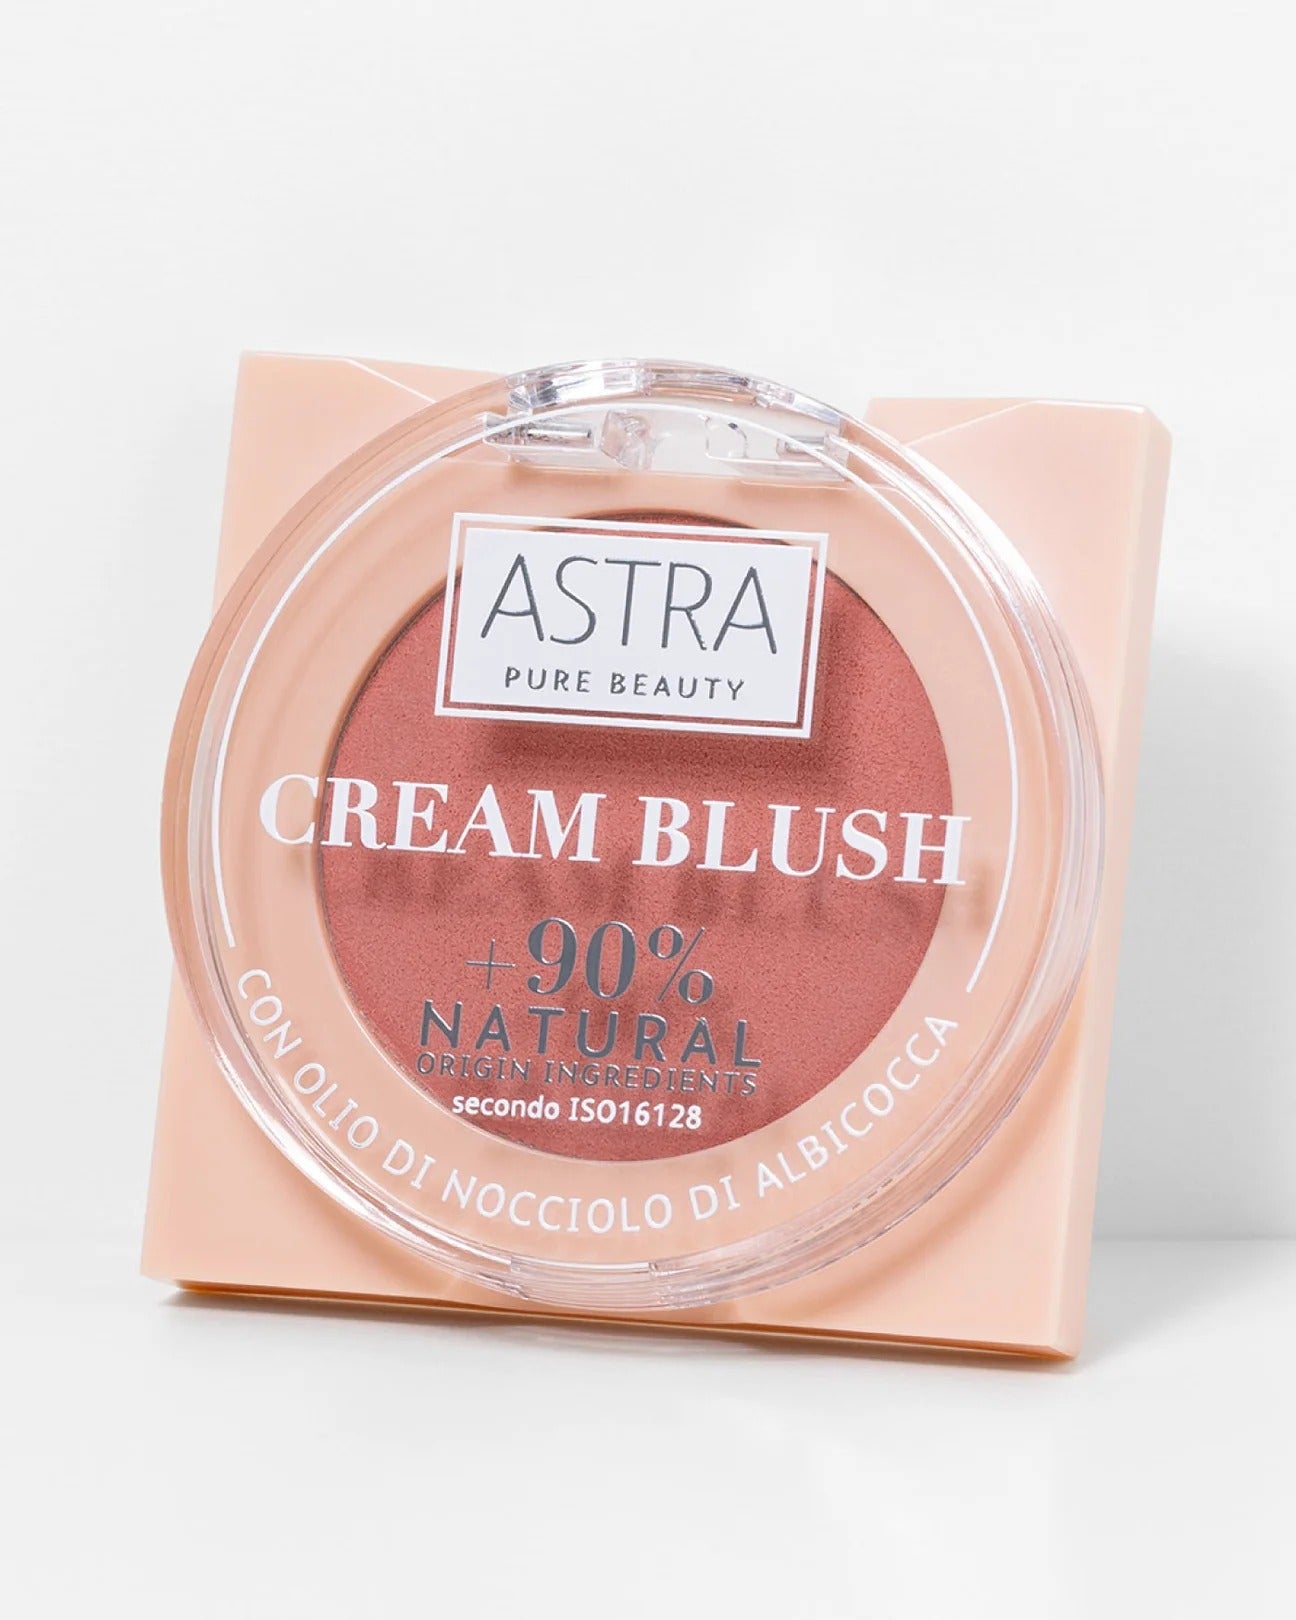 ASTRA
PURE BEAUTY
CREAM BLUSH
+90%
NATURAL
ORIGIN INGREDIENTS
secondo ISO16128
CON OLIO DI NOCCIOLO DI ALBICOCCA